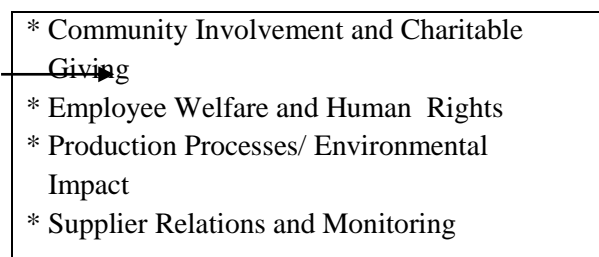 * Community Involvement and Charitable
Giving
* Employee Welfare and Human Rights
* Production Processes/ Environmental
Impact
* Supplier Relations and Monitoring